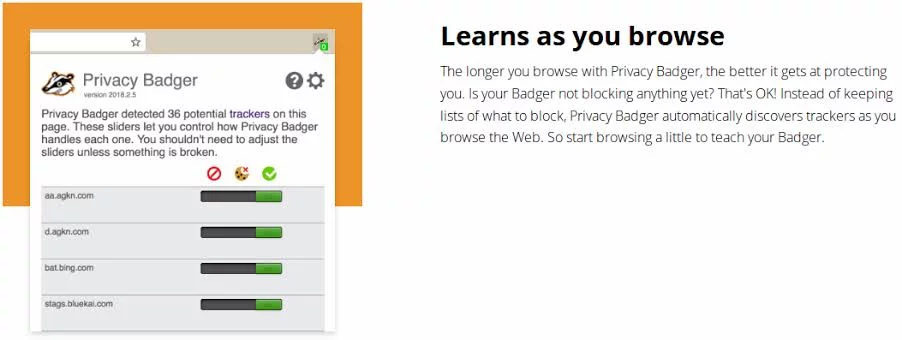 Privacy Badger
version 2018.2.5
Privacy Badger detected 36 potential trackers on this
page. These sliders let you control how Privacy Badger
handles each one. You shouldn't need to adjust the
sliders unless something is broken.
aa.agkn.com
d.agkn.com
bat.bing.com
stags.bluekai.com
Learns as you browse
The longer you browse with Privacy Badger, the better it gets at protecting
you. Is your Badger not blocking anything yet? That's OK! Instead of keeping
lists of what to block, Privacy Badger automatically discovers trackers as you
browse the Web. So start browsing a little to teach your Badger.